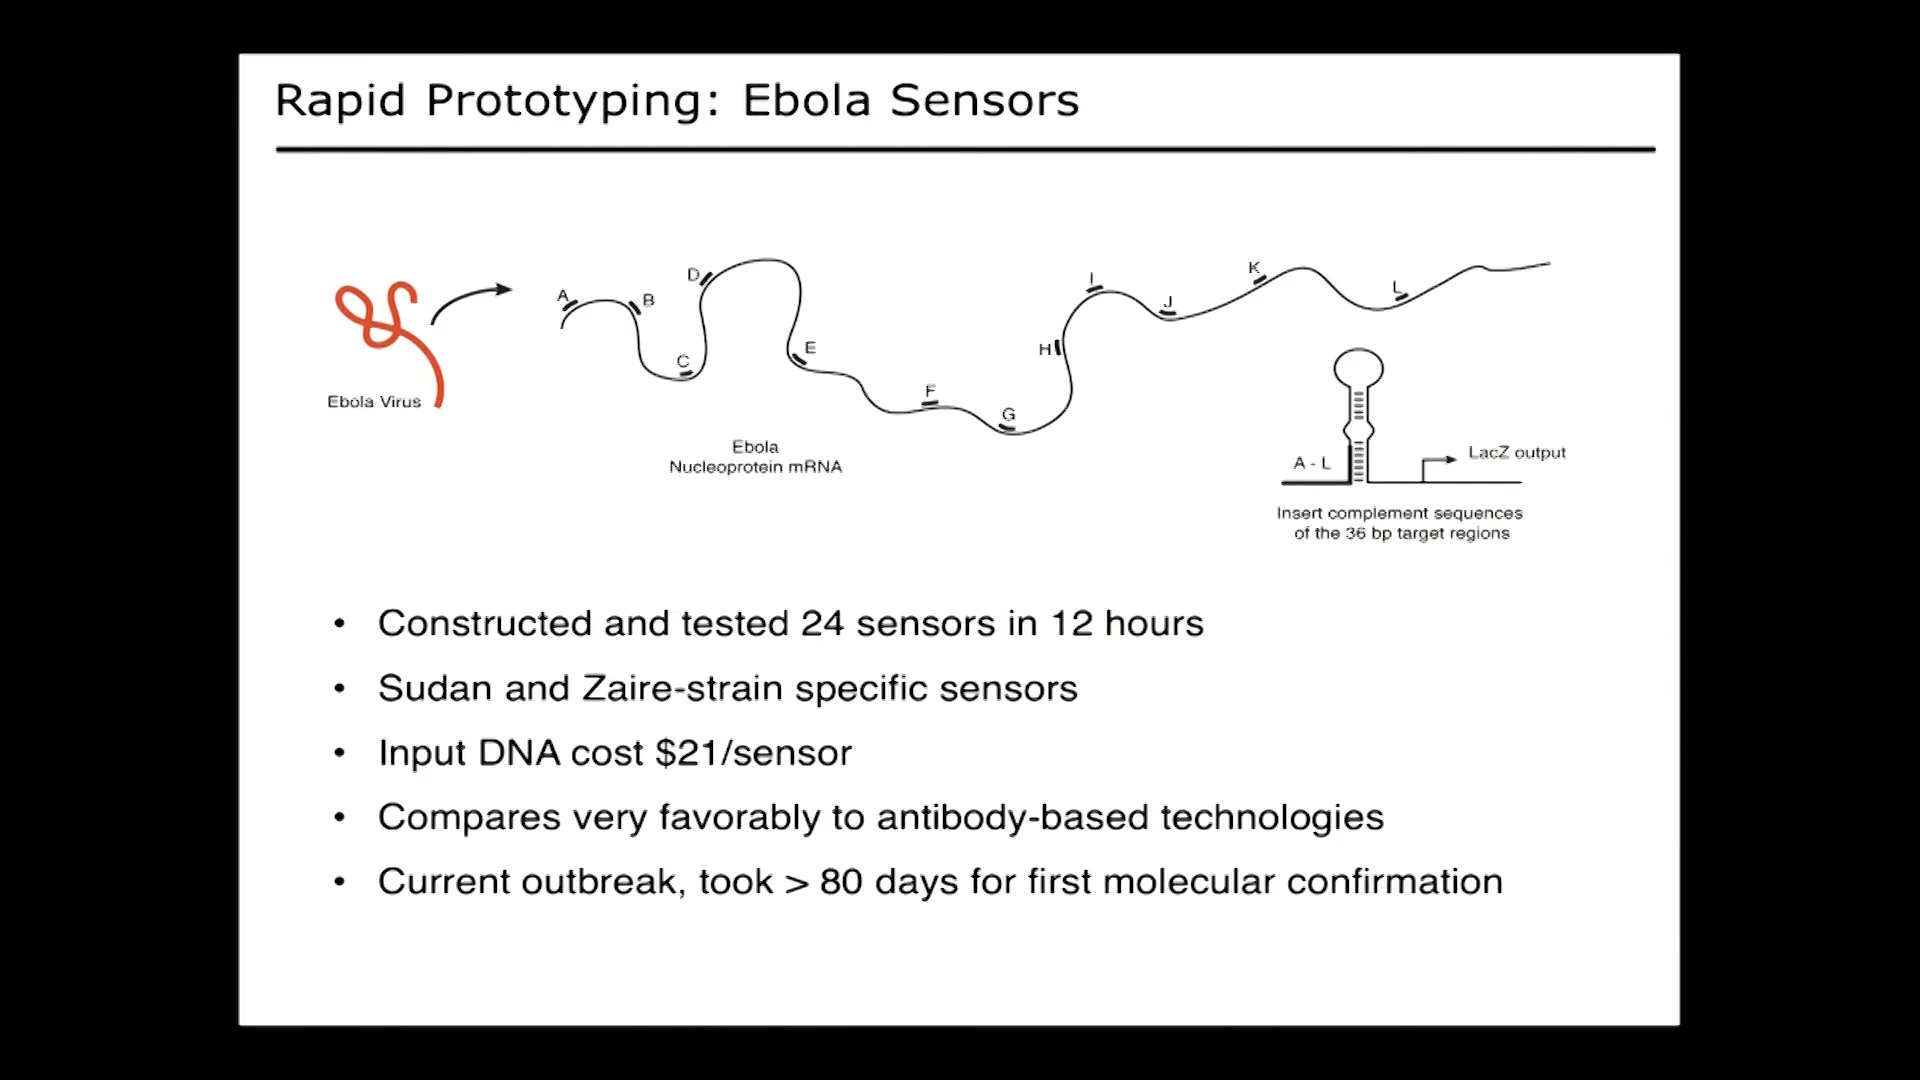 Rapid Prototyping: Ebola Sensors
A
B
C
D
E
F
G
H
I
J
K
L
Ebola Virus
Ebola
Nucleoprotein mRNA
A - L
LacZ output
Insert complement sequences
of the 36 bp target regions
• Constructed and tested 24 sensors in 12 hours
• Sudan and Zaire-strain specific sensors
• Input DNA cost $21/sensor
• Compares very favorably to antibody-based technologies
• Current outbreak, took > 80 days for first molecular confirmation